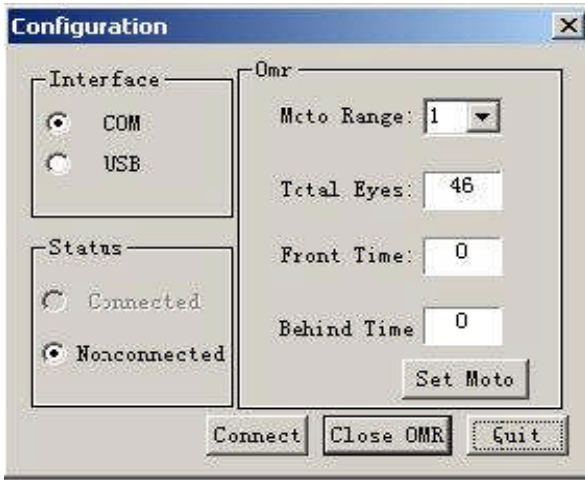 Configuration
Interface
COM
USB
Status
Connected
Nonconnected
Omr
Moto Range: 1
Total Eyes: 46
Front Time: 0
Behind Time 0
Set Moto
Connect Close OMR Quit